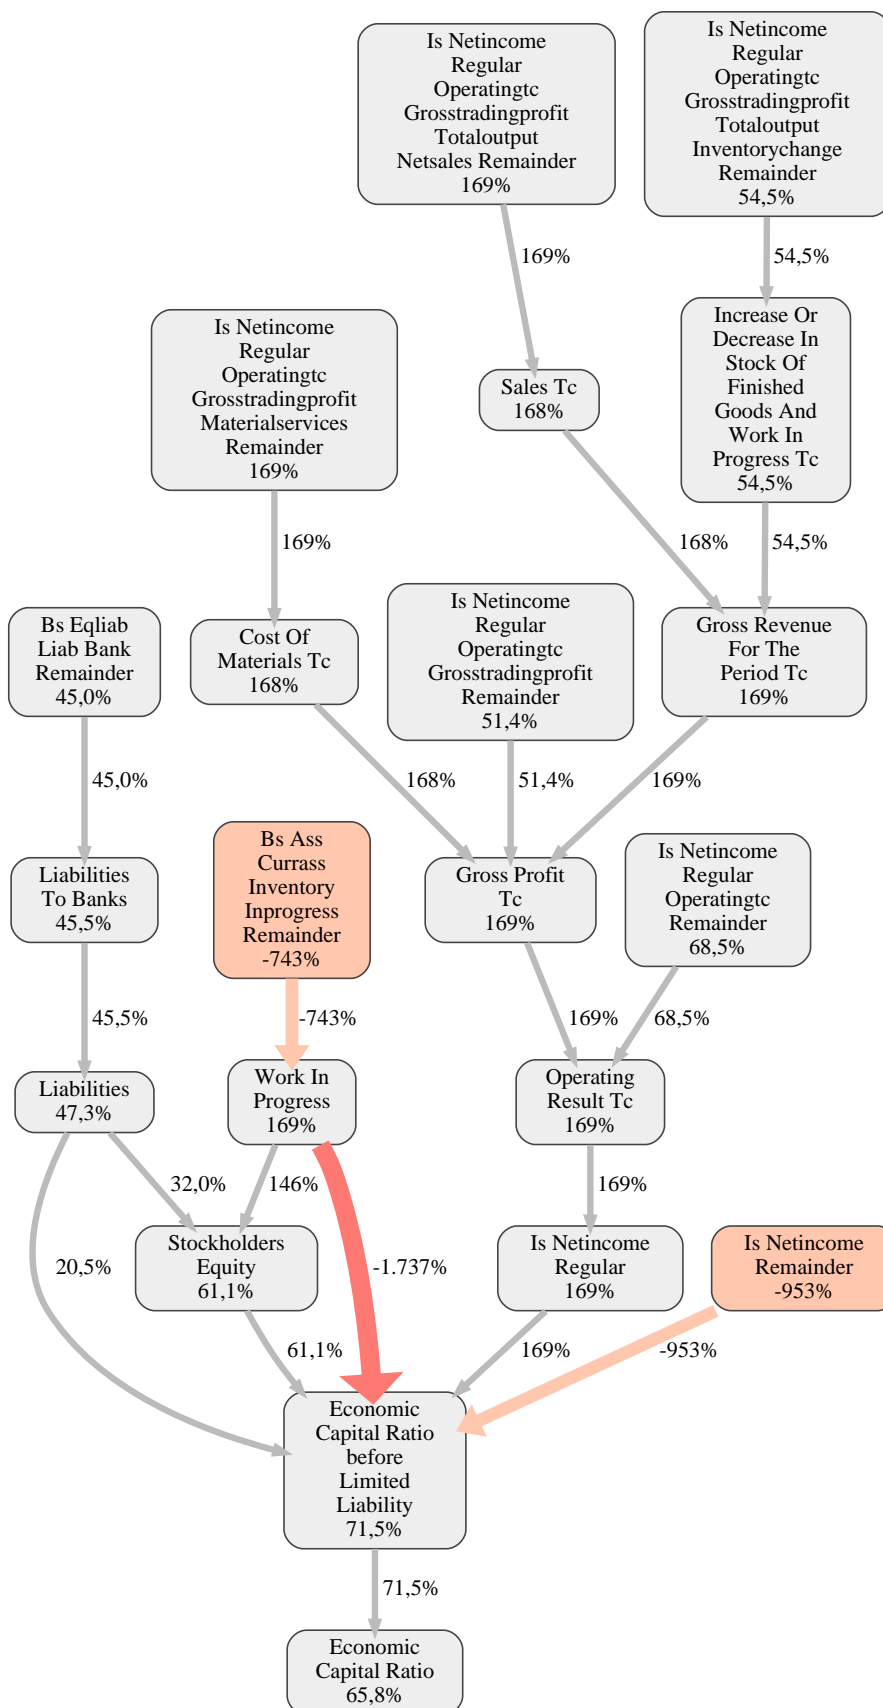 Is Netincome
Regular
Operatingtc
Grosstradingprofit
Totaloutput
Netsales Remainder
169%
Is Netincome
Regular
Operatingtc
Grosstradingprofit
Totaloutput
Inventorychange
Remainder
54,5%
169%
54,5%
Is Netincome
Regular
Operatingtc
Grosstradingprofit
Materialservices
Remainder
169%
Sales Tc
168%
Increase Or
Decrease In
Stock Of
Finished
Goods And
Work In
Progress Tc
54,5%
169%
168%
54,5%
Bs Eqliab
Liab Bank
Remainder
45,0%
Cost Of
Materials Tc
168%
Is Netincome
Regular
Operatingtc
Grosstradingprofit
Remainder
51,4%
Gross Revenue
For The
Period Tc
169%
45,0%
168%
51,4%
169%
Liabilities
To Banks
45,5%
Bs Ass
Currass
Inventory
Inprogress
Remainder
-743%
Gross Profit
Tc
169%
Is Netincome
Regular
Operatingtc
Remainder
68,5%
45,5%
-743%
169%
68,5%
Liabilities
47,3%
Work In
Progress
169%
Operating
Result Tc
169%
32,0%
146%
169%
20,5%
Stockholders
Equity
61,1%
-1.737%
Is Netincome
Regular
169%
Is Netincome
Remainder
-953%
61,1%
169%
-953%
Economic
Capital Ratio
before
Limited
Liability
71,5%
71,5%
Economic
Capital Ratio
65,8%